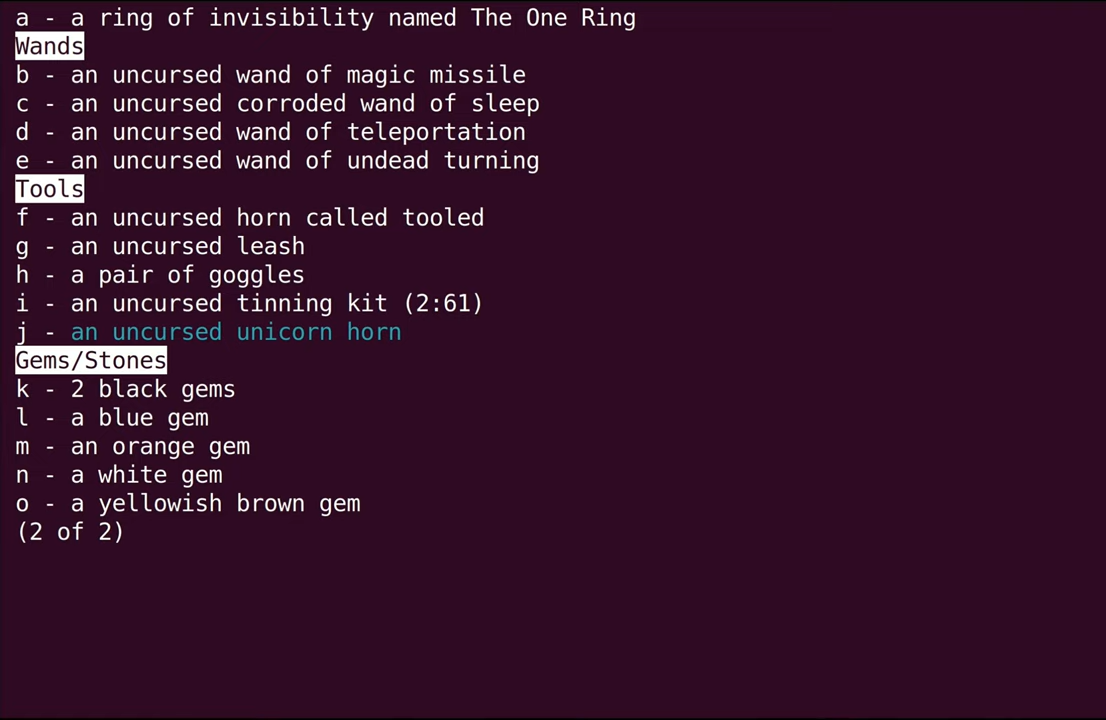 a - a ring of invisibility named The One Ring
Wands
b - an uncursed wand of magic missile
c - an uncursed corroded wand of sleep
d - an uncursed wand of teleportation
e - an uncursed wand of undead turning
Tools
f - an uncursed horn called tooled
g - an uncursed leash
h - a pair of goggles
i - an uncursed tinning kit (2:61)
j - an uncursed unicorn horn
Gems/Stones
k - 2 black gems
l - a blue gem
m - an orange gem
n - a white gem
o - a yellowish brown gem
(2 of 2)